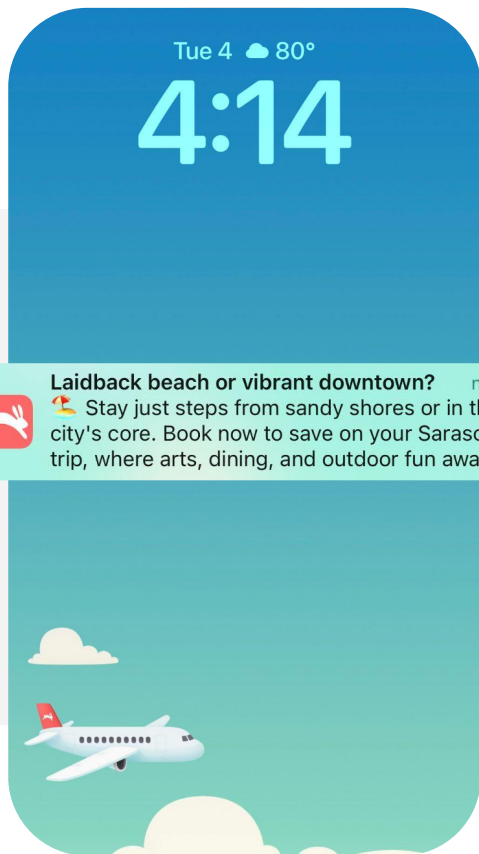 Tue 4 80°
4:14
Laidback beach or vibrant downtown?
Stay just steps from sandy shores or in
city's core. Book now to save on your
trip, where arts, dining, and outdoor fun